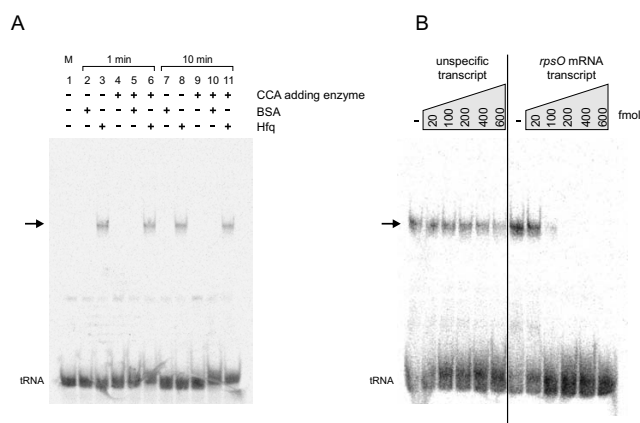 A
M 1 min 10 min
1 2 3 4 5 6 7 8 9 10 11
– – – + + + – – + + + CCA adding enzyme
– + – – + – + – – + – BSA
– – + – – + – + – – + Hfq
tRNA
B
unspecific transcript
rpsO mRNA transcript
– 20 100 200 400 600 – 20 100 200 400 600 fmol
tRNA